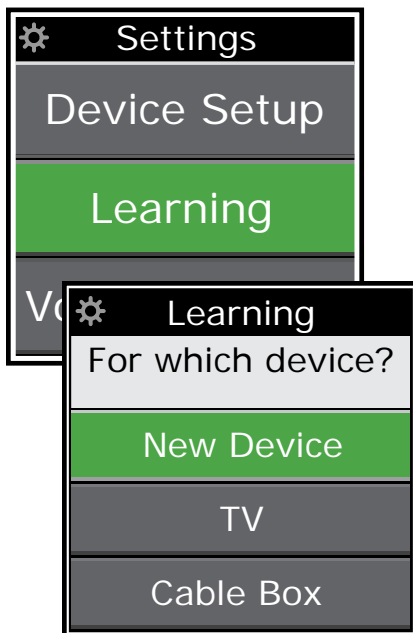 Settings
Device Setup
Learning
Learning
For which device?
New Device
TV
Cable Box